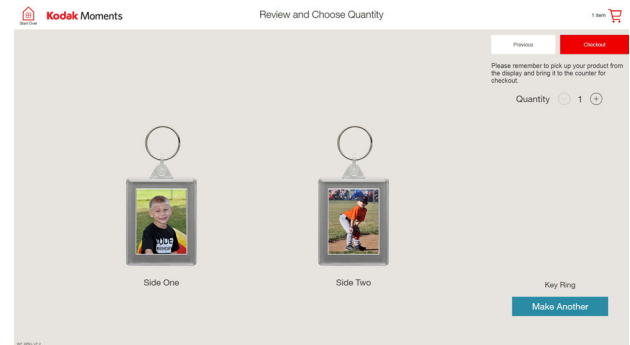 Start Over
Kodak Moments
Review and Choose Quantity
1 item
Previous
Checkout
Please remember to pick up your product from
the display and bring it to the counter for
checkout.
Quantity
1
Side One
Side Two
Key Ring
Make Another